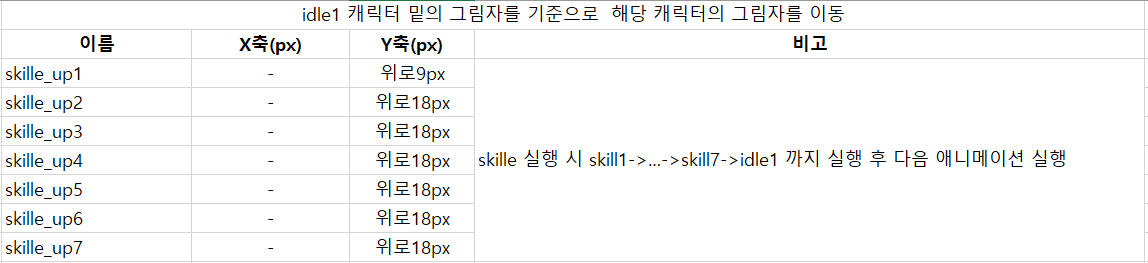 idle1 캐릭터 밑의 그림자를 기준으로 해당 캐릭터의 그림자를 이동
이름 X축(px) Y축(px) 비고
skille_up1 - 위로9px
skille_up2 - 위로18px
skille_up3 - 위로18px
skille_up4 - 위로18px skille 실행 시 skill1->...->skill7->idle1 까지 실행 후 다음 애니메이션 실행
skille_up5 - 위로18px
skille_up6 - 위로18px
skille_up7 - 위로18px